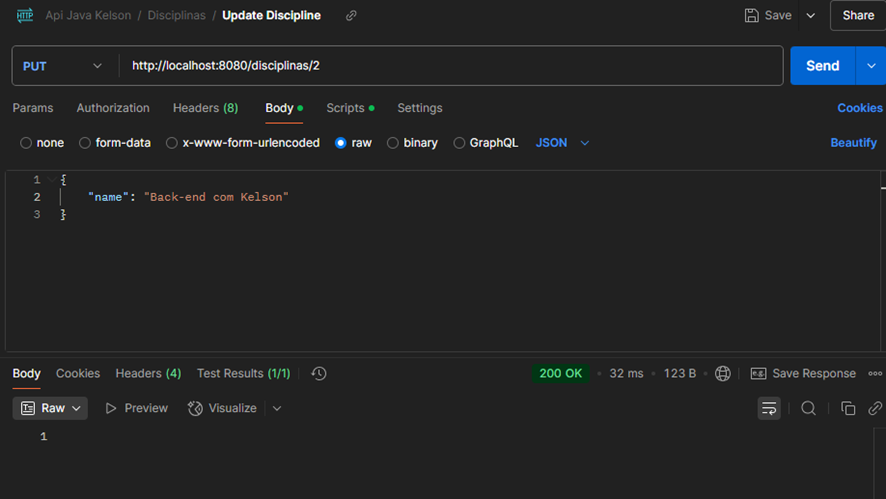 HTTP Api Java Kelson / Disciplinas / Update Discipline Save Share
PUT http://localhost:8080/disciplinas/2 Send
Params Authorization Headers (8) Body Scripts Settings Cookies
none form-data x-www-form-urlencoded raw binary GraphQL JSON Beautify
1 {
2 "name": "Back-end com Kelson"
3 }
Body Cookies Headers (4) Test Results (1/1) 200 OK • 32 ms • 123 B • e.g. Save Response
Raw Preview Visualize
1